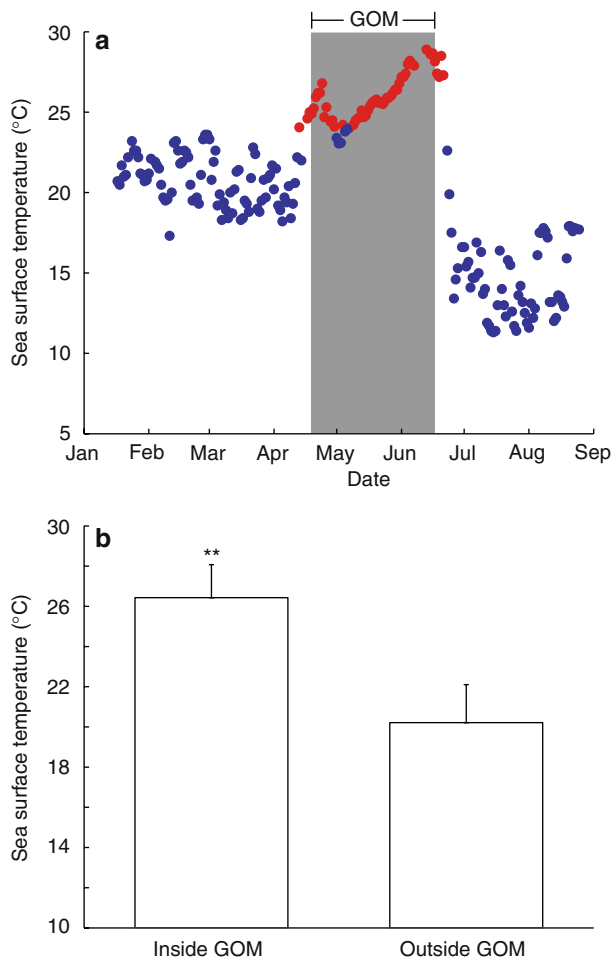 GOM
a
30
25
20
15
10
5
Sea surface temperature (°C)
Jan Feb Mar Apr May Jun Jul Aug Sep
Date
b
30
26
22
18
14
10
Sea surface temperature (°C)
**
Inside GOM Outside GOM